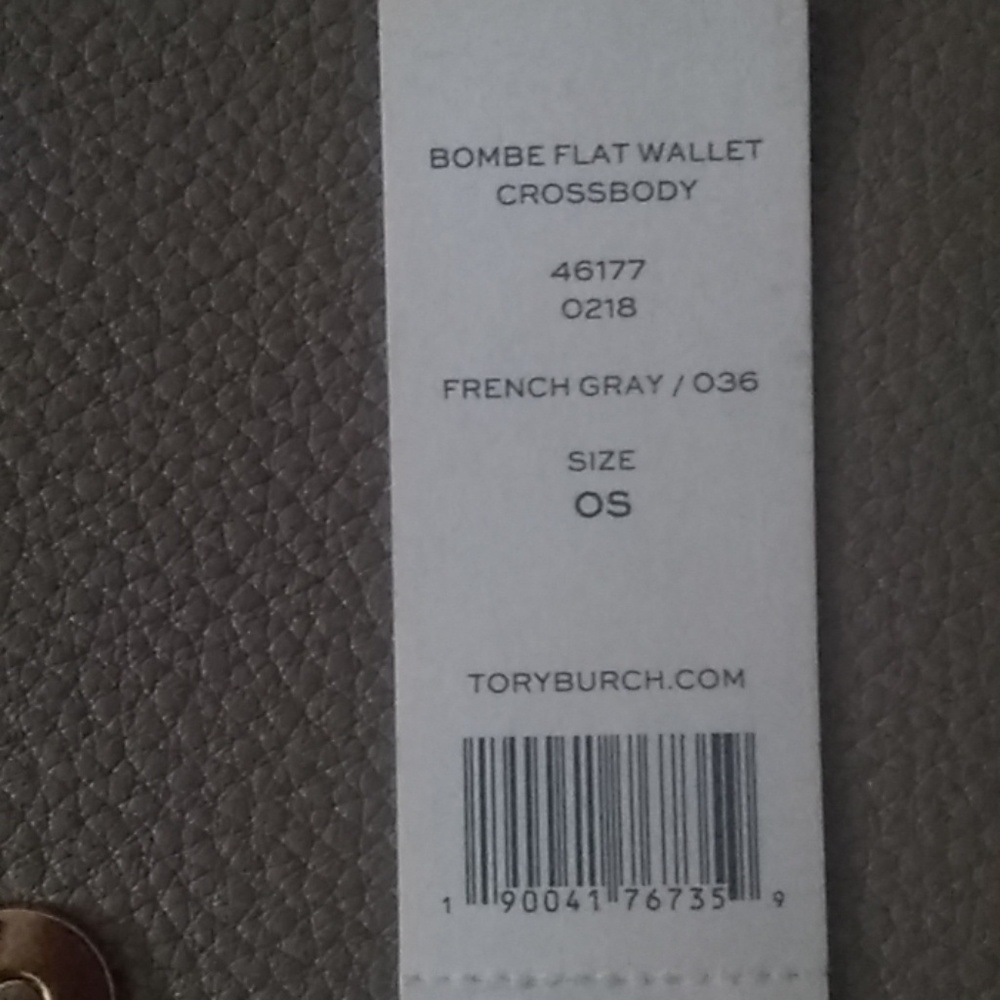 BOMBE FLAT WALLET
CROSSBODY
46177
0218
FRENCH GRAY / 036
SIZE
OS
TORYBURCH.COM
1 90041 76735 9